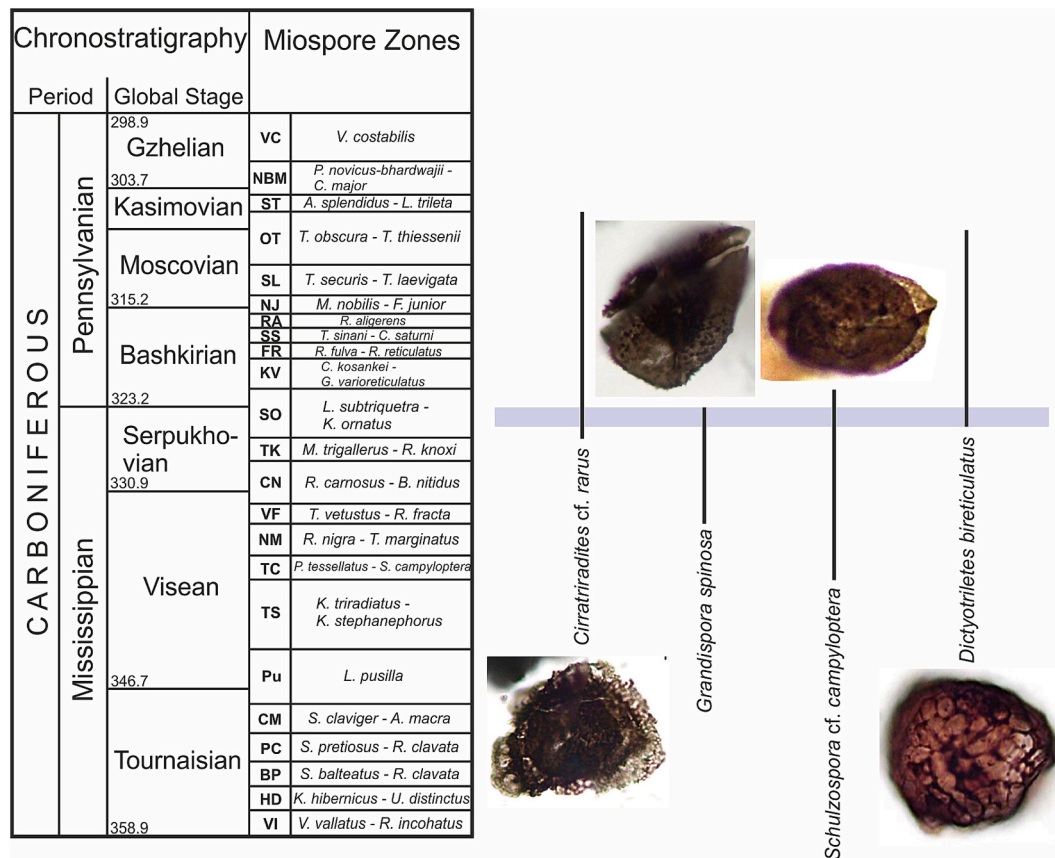 Chronostratigraphy
Miospore Zones
Period
Global Stage
CARBONIFEROUS
Pennsylvanian
Mississippian
298.9
Gzhelian
303.7
Kasimovian
Moscovian
315.2
Bashkirian
323.2
Serpukho-
vian
330.9
Visean
346.7
Tournaisian
358.9
VC V. costabilis
NBM P. novicus-bhardwajii -
C. major
ST A. splendidus - L. trileta
OT T. obscura - T. thiessenii
SL T. securis - T. laevigata
NJ M. nobilis - F. junior
RA R. aligerens
SS T. sinani - C. saturni
FR R. fulva - R. reticulatus
KV C. kosankei -
G. varioreticulatus
SO L. subtriquetra -
K. ornatus
TK M. trigallerus - R. knoxi
CN R. carnosus - B. nitidus
VF T. vetustus - R. fracta
NM R. nigra - T. marginatus
TC P. tessellatus - S. campyloptera
TS K. triradiatus -
K. stephanephorus
Pu L. pusilla
CM S. claviger - A. macra
PC S. pretiosus - R. clavata
BP S. balteatus - R. clavata
HD K. hibernicus - U. distinctus
VI V. vallatus - R. incohatus
Cirratriradites cf. rarus
Grandispora spinosa
Schulzospora cf. campyloptera
Dictyotriletes bireticulatus